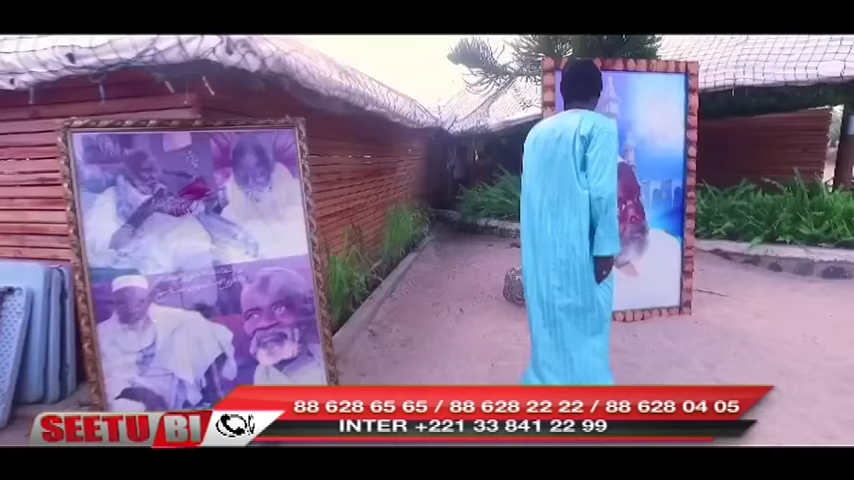 88 628 65 65 / 88 628 22 22 / 88 628 04 05
SEETU BI
INTER +221 33 841 22 99